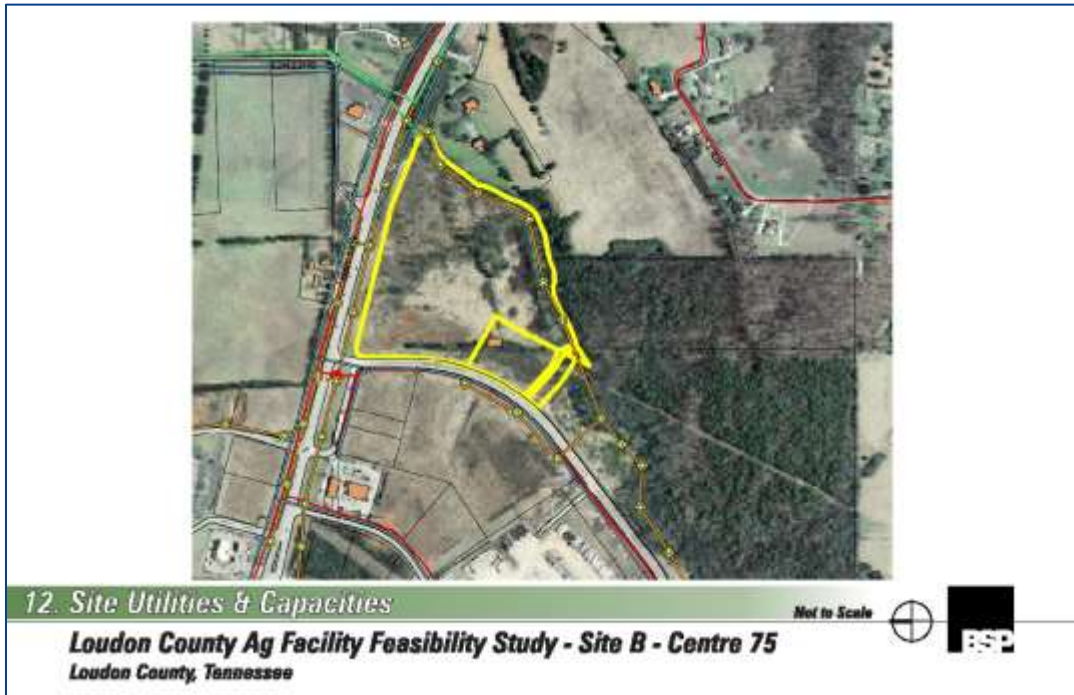 12. Site Utilities & Capacities
Not to Scale
BSP
Loudon County Ag Facility Feasibility Study - Site B - Centre 75
Loudon County, Tennessee